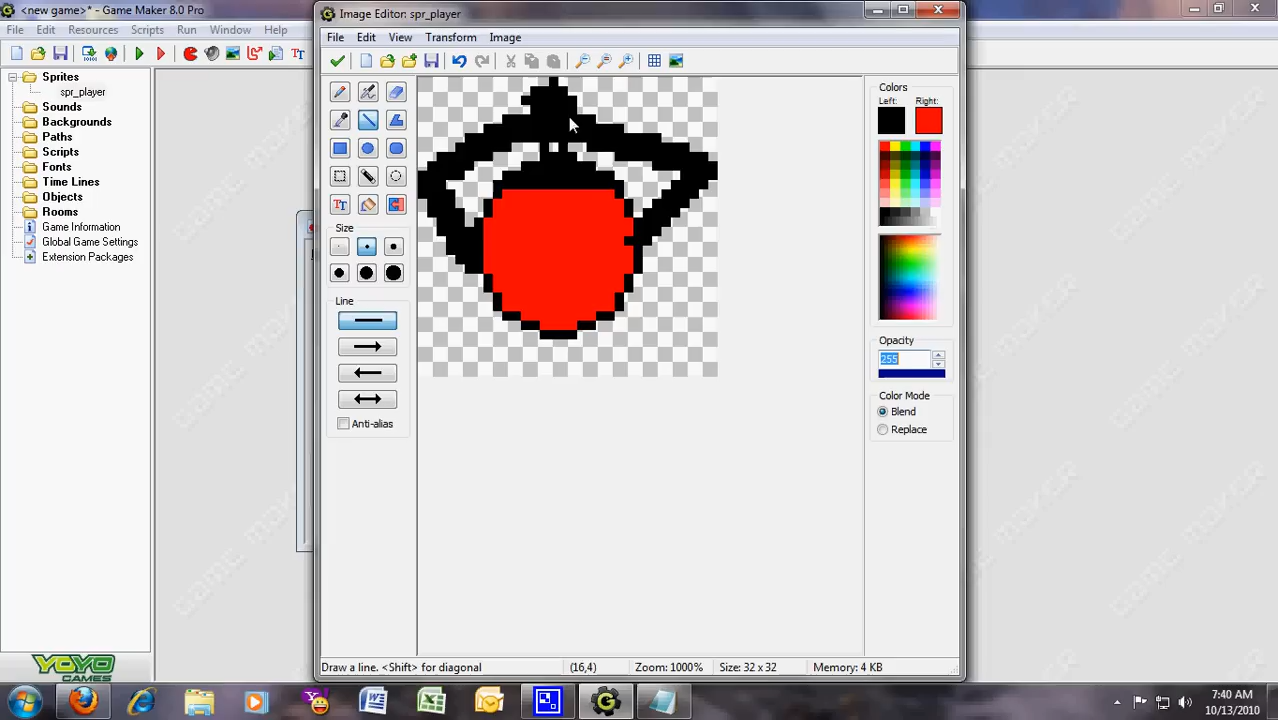 <new game>* - Game Maker 8.0 Pro
File Edit Resources Scripts Run Window Help
Sprites
spr_player
Sounds
Backgrounds
Paths
Scripts
Fonts
Time Lines
Objects
Rooms
Game Information
Global Game Settings
Extension Packages
YOYO
GAMES
Image Editor: spr_player
File Edit View Transform Image
Size
Line
Anti-alias
Colors
Left: Right:
Opacity
255
Color Mode
Blend
Replace
Draw a line. <Shift> for diagonal (16,4) Zoom: 1000% Size: 32 x 32 Memory: 4 KB
GAME MAKER
7:40 AM
10/13/2010